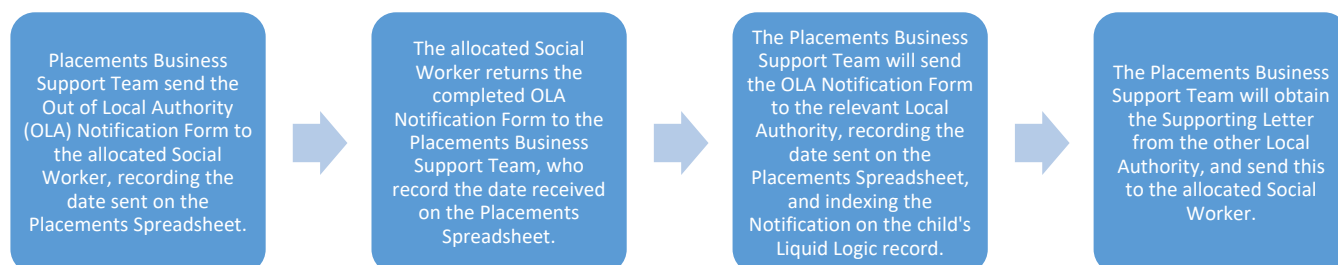 Placements Business
Support Team send the
Out of Local Authority
(OLA) Notification Form to
the allocated Social
Worker, recording the
date sent on the
Placements Spreadsheet.
The allocated Social
Worker returns the
completed OLA
Notification Form to the
Placements Business
Support Team, who
record the date received
on the Placements
Spreadsheet.
The Placements Business
Support Team will send
the OLA Notification Form
to the relevant Local
Authority, recording the
date sent on the
Placements Spreadsheet,
and indexing the
Notification on the child's
Liquid Logic record.
The Placements Business
Support Team will obtain
the Supporting Letter
from the other Local
Authority, and send this
to the allocated Social
Worker.